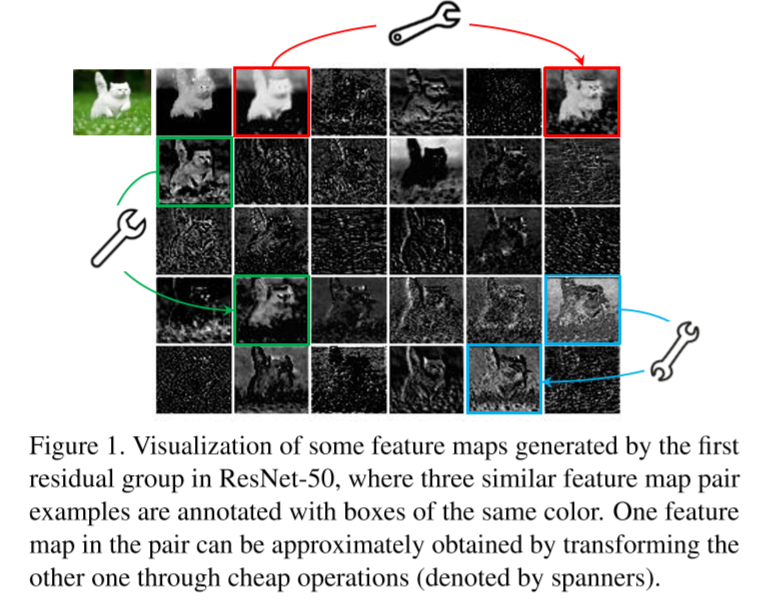 Figure 1. Visualization of some feature maps generated by the first
residual group in ResNet-50, where three similar feature map pair
examples are annotated with boxes of the same color. One feature
map in the pair can be approximately obtained by transforming the
other one through cheap operations (denoted by spanners).